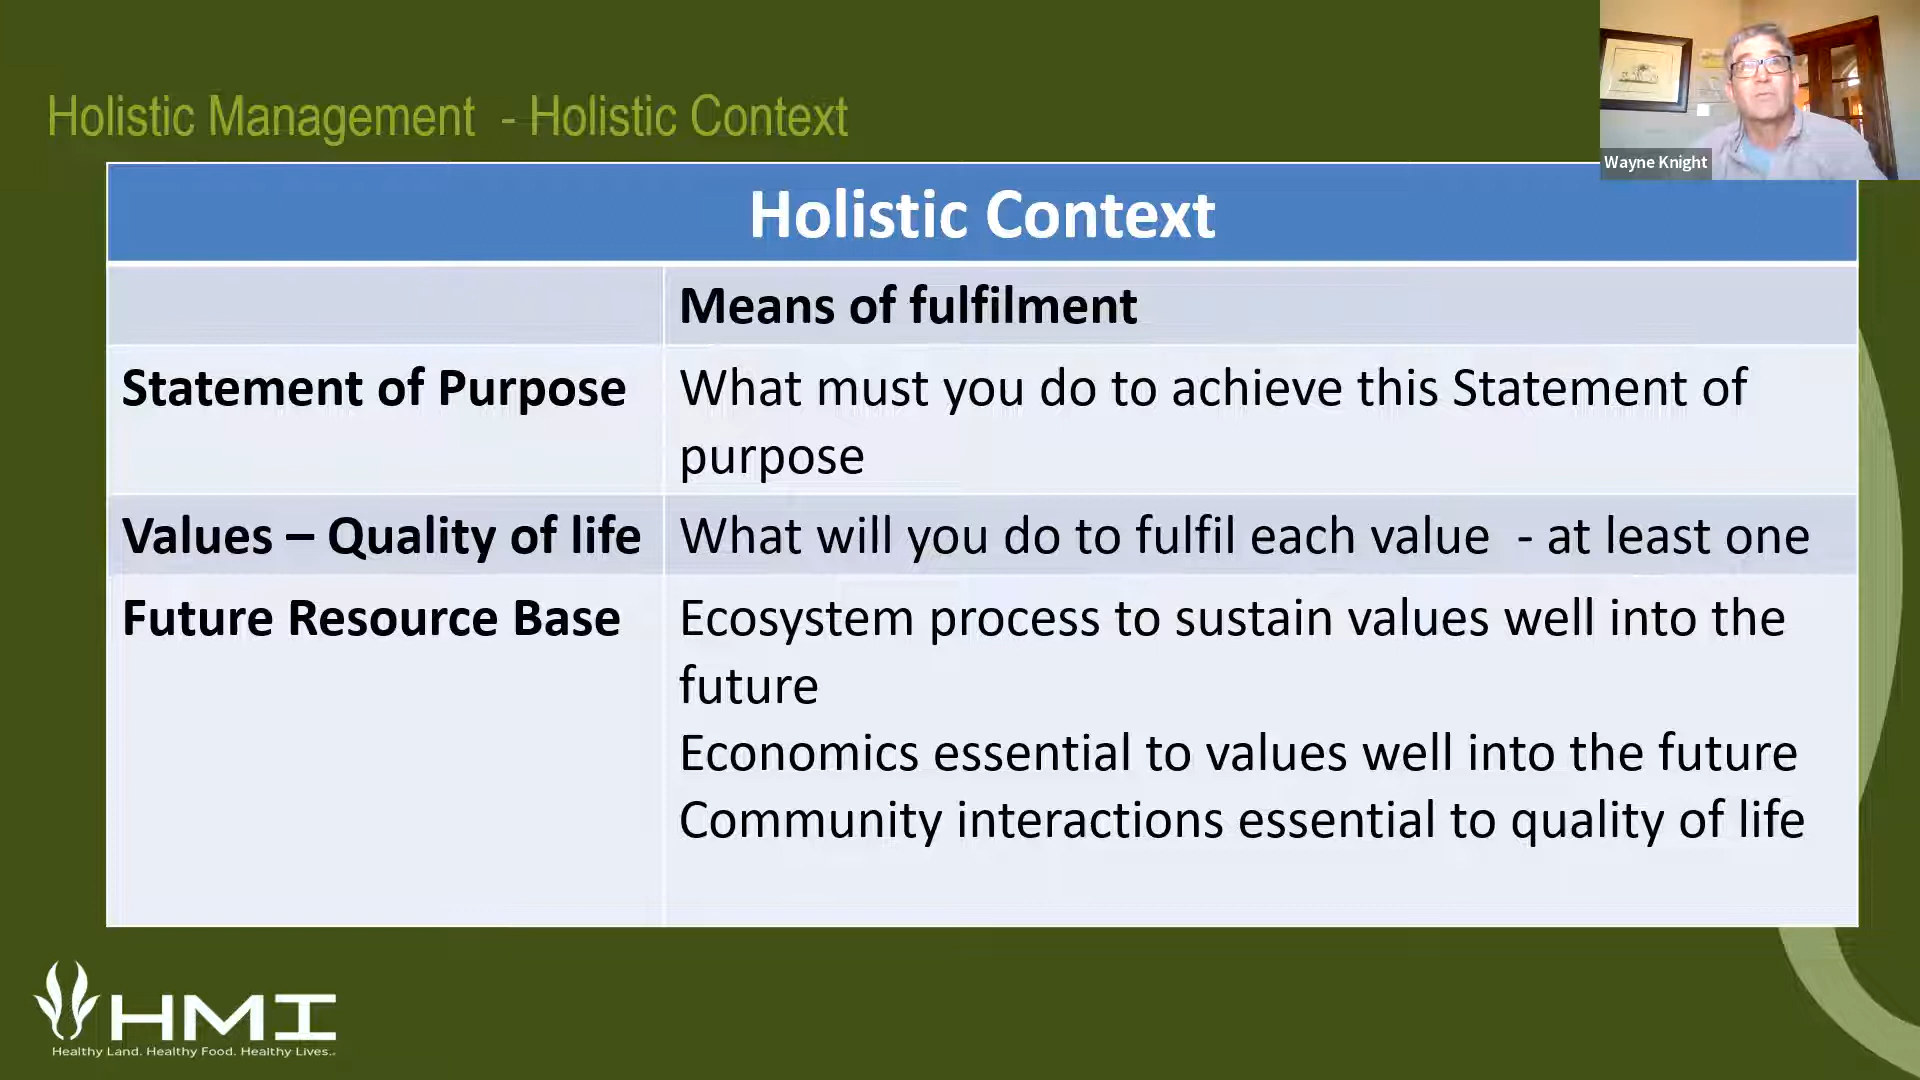 Holistic Management - Holistic Context
Wayne Knight
Holistic Context
Means of fulfilment
Statement of Purpose
What must you do to achieve this Statement of
purpose
Values – Quality of life
What will you do to fulfil each value - at least one
Future Resource Base
Ecosystem process to sustain values well into the
future
Economics essential to values well into the future
Community interactions essential to quality of life
HMI
Healthy Land. Healthy Food. Healthy Lives..